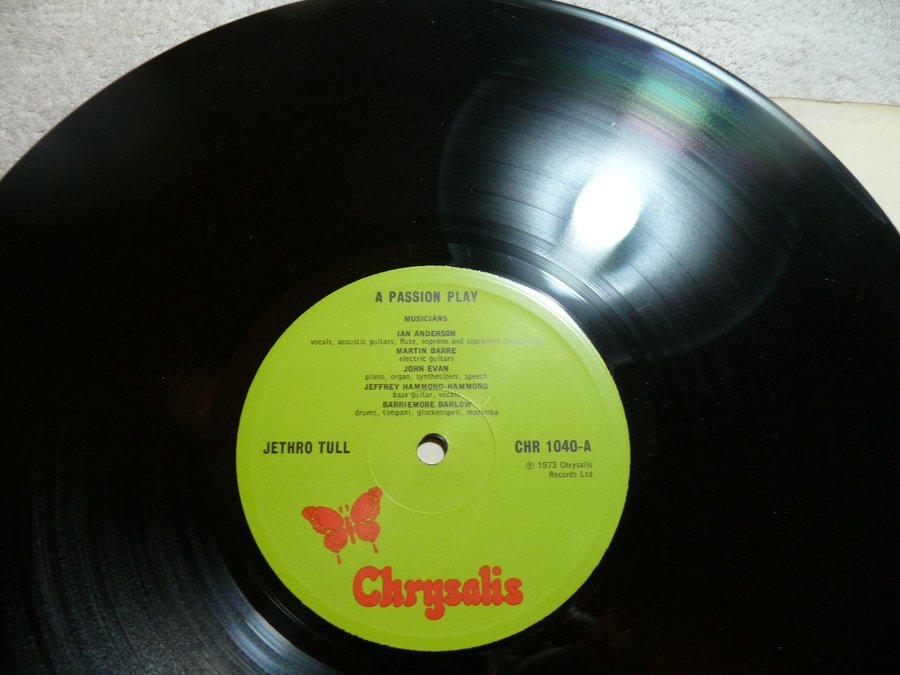 A PASSION PLAY
MUSICIANS
IAN ANDERSON
vocals, acoustic guitars, flute, soprano and sopranino
MARTIN BARRE
electric guitars
JOHN EVAN
piano, organ, synthesizers, speech
JEFFREY HAMMOND-HAMMOND
bass guitar, vocals
BARRIEMORE BARLOW
drums, timpani, glockenspeil, marimba
JETHRO TULL
CHR 1040-A
℗ 1973 Chrysalis
Records Ltd
Chrysalis